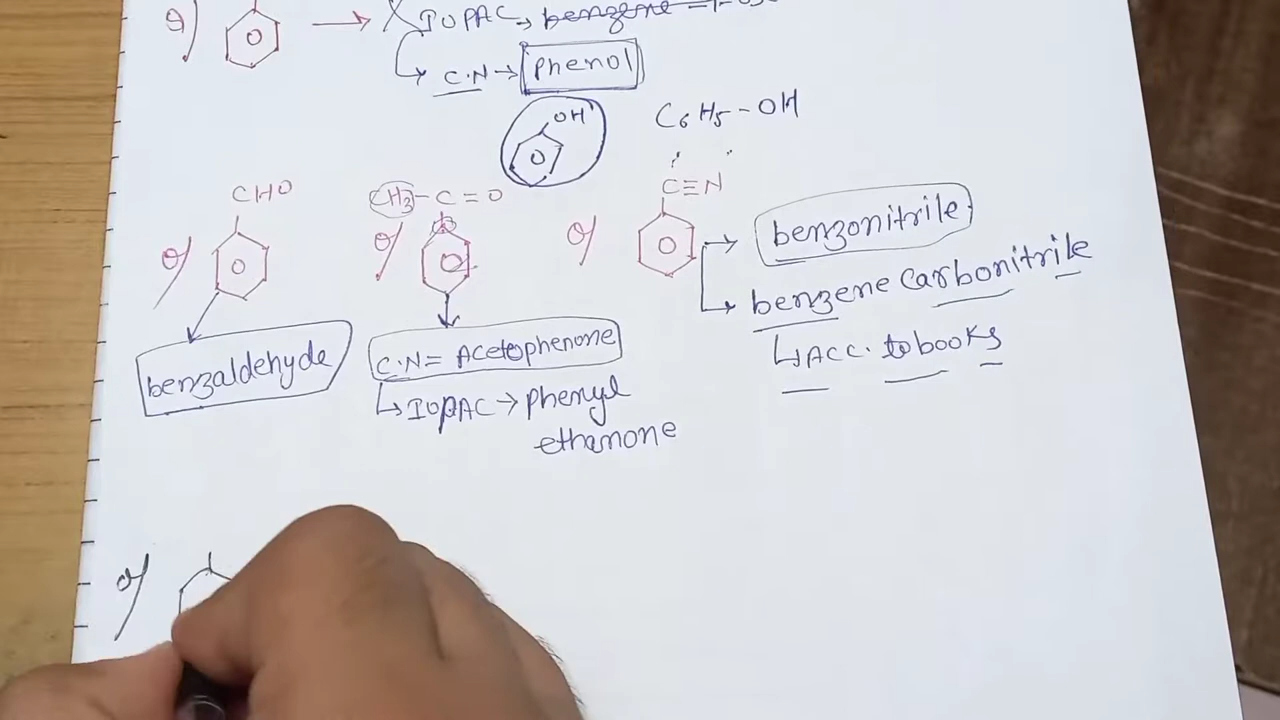 Q) IUPAC → benzene
C.N → Phenol
OH
C6H5-OH
CHO
CH3-C=O
C≡N
Q)
Q)
Q)
benzonitrile
benzene carbonitrile
ACC. to books
benzaldehyde
C.N = Acetophenone
IUPAC → Phenyl
ethanone
Q)